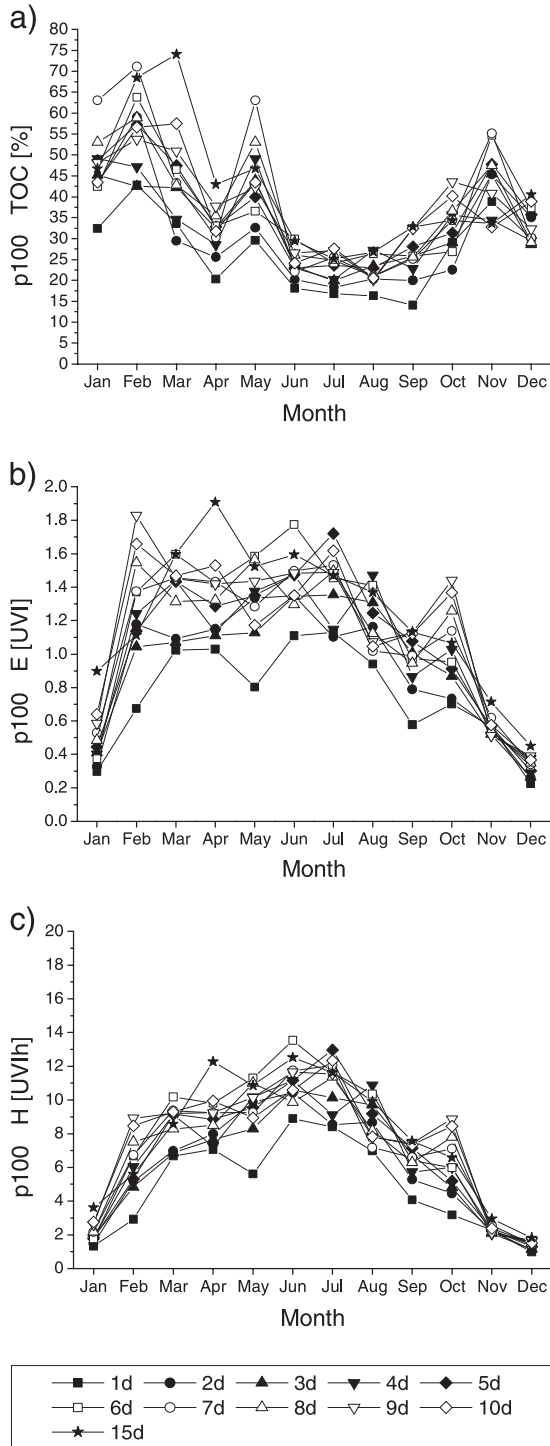 a)
80
75
70
65
60
55
50
45
40
35
30
25
20
15
10
5
0
p100 TOC [%]
Jan Feb Mar Apr May Jun Jul Aug Sep Oct Nov Dec
Month
b)
2.0
1.8
1.6
1.4
1.2
1.0
0.8
0.6
0.4
0.2
0.0
p100 E [UVI]
Jan Feb Mar Apr May Jun Jul Aug Sep Oct Nov Dec
Month
c)
20
18
16
14
12
10
8
6
4
2
0
p100 H [UVIh]
Jan Feb Mar Apr May Jun Jul Aug Sep Oct Nov Dec
Month
1d 2d 3d 4d 5d
6d 7d 8d 9d 10d
15d